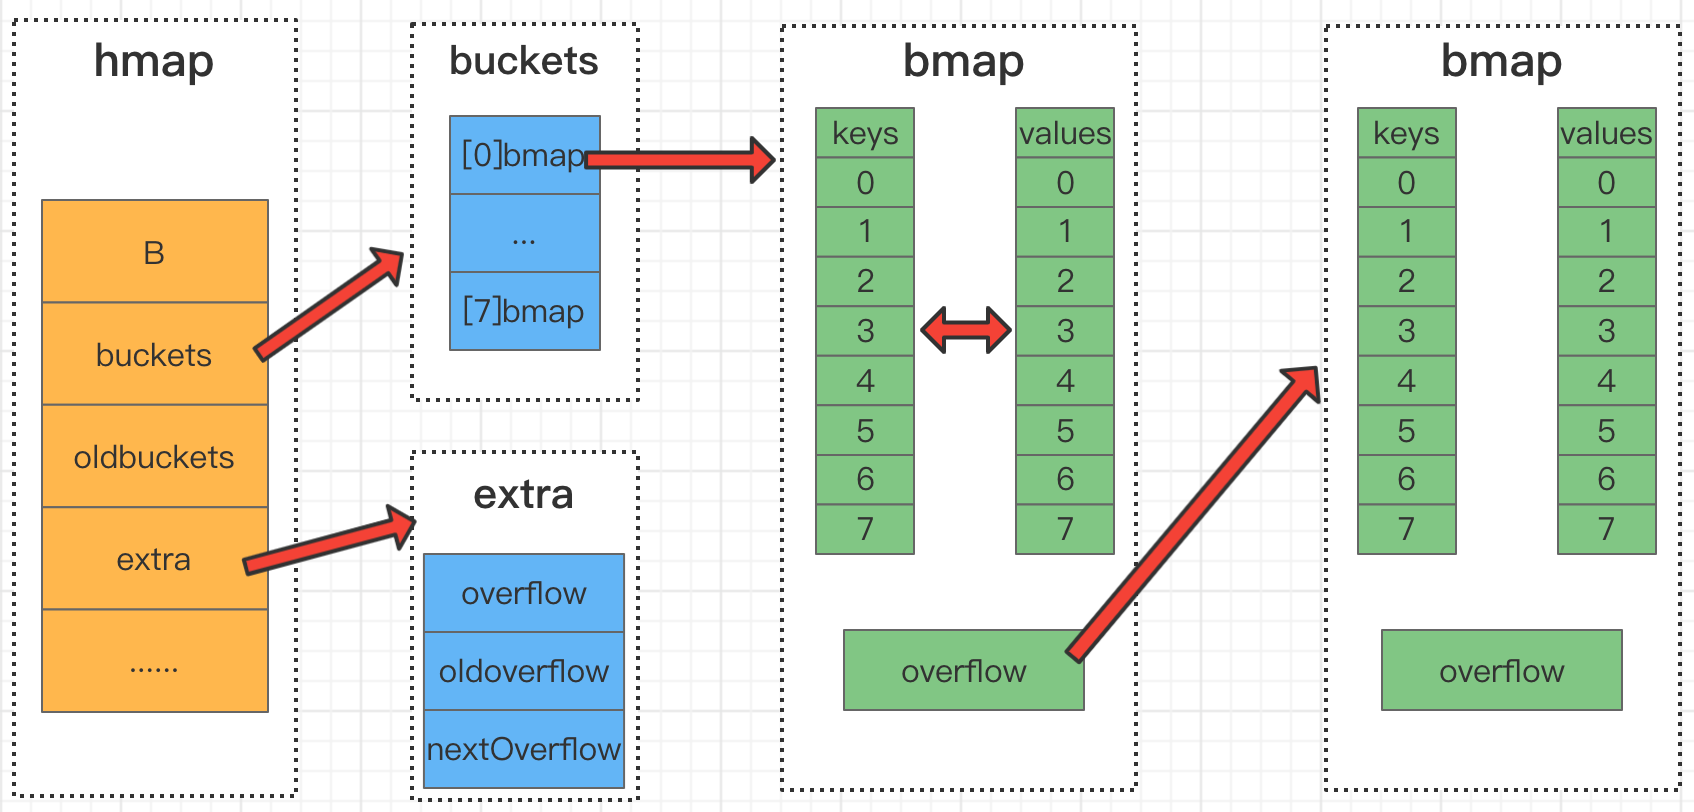 hmap
B
buckets
oldbuckets
extra
......
buckets
[0]bmap
...
[7]bmap
extra
overflow
oldoverflow
nextOverflow
bmap
keys values
0 0
1 1
2 2
3 3
4 4
5 5
6 6
7 7
overflow
bmap
keys values
0 0
1 1
2 2
3 3
4 4
5 5
6 6
7 7
overflow